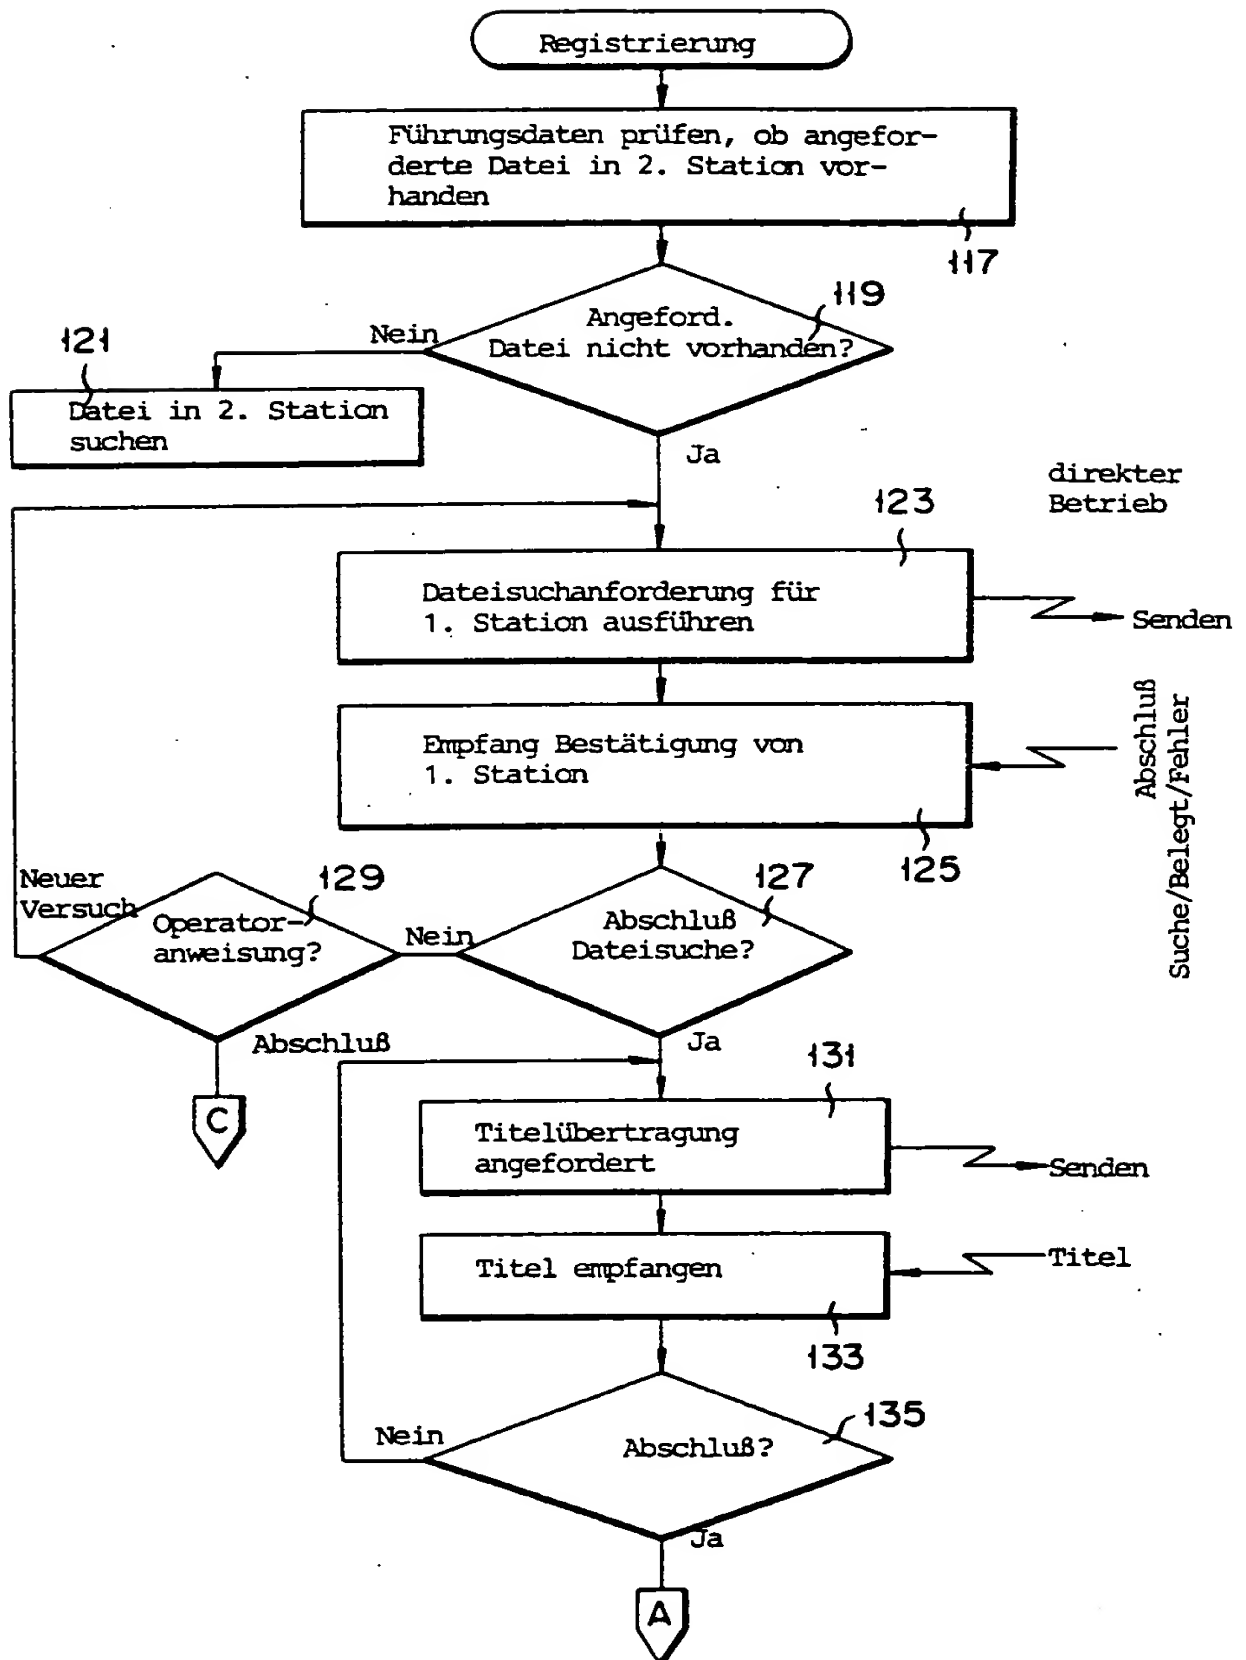 Registrierung
Führungsdaten prüfen, ob angefor-
derte Datei in 2. Station vor-
handen
117
119
Angeford.
Datei nicht vorhanden?
Nein
121
Datei in 2. Station
suchen
Ja
direkter
Betrieb
123
Dateisuchanforderung für
1. Station ausführen
Senden
Empfang Bestätigung von
1. Station
Abschluß
Suche/Belegt/Fehler
125
127
Abschluß
Dateisuche?
Nein
129
Operator-
anweisung?
Neuer
Versuch
Abschluß
C
Ja
131
Titelübertragung
angefordert
Senden
Titel empfangen
Titel
133
135
Abschluß?
Nein
Ja
A